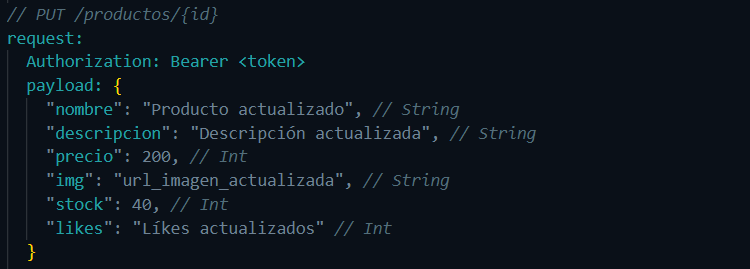 // PUT /productos/{id}
request:
Authorization: Bearer <token>
payload: {
"nombre": "Producto actualizado", // String
"descripcion": "Descripción actualizada", // String
"precio": 200, // Int
"img": "url_imagen_actualizada", // String
"stock": 40, // Int
"likes": "Líkes actualizados" // Int
}